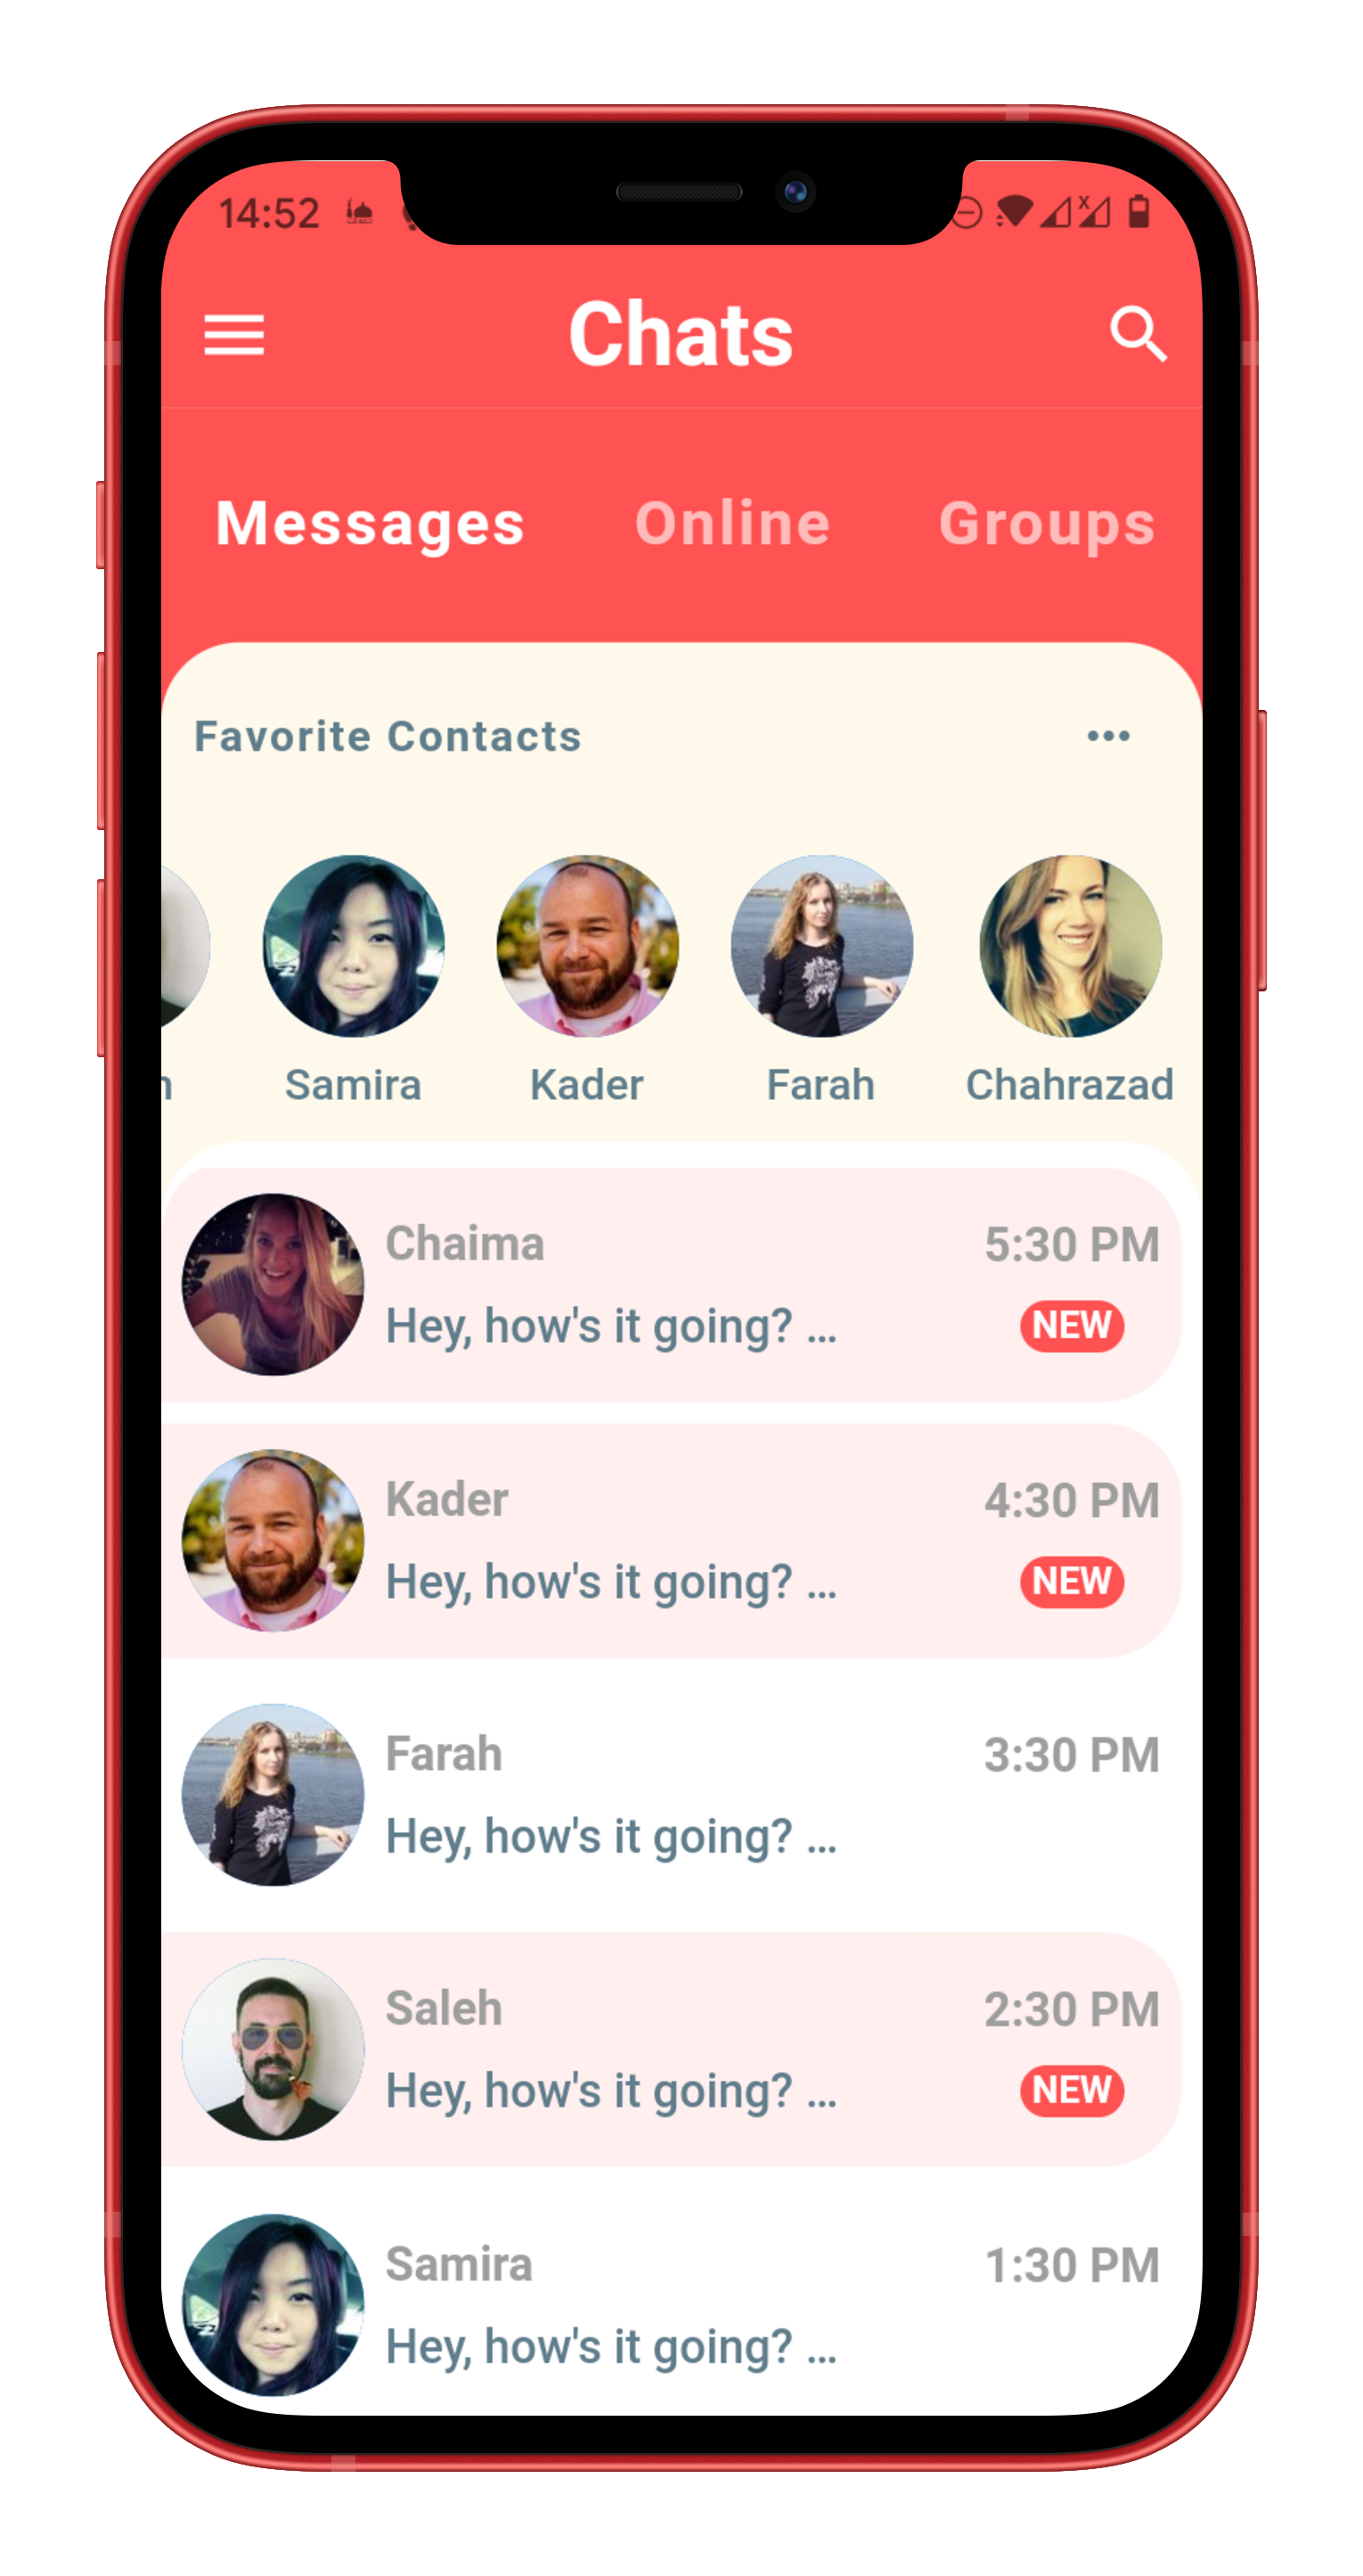 14:52
Chats
Messages Online Groups
Favorite Contacts
Samira Kader Farah Chahrazad
Chaima 5:30 PM
Hey, how's it going? ... NEW
Kader 4:30 PM
Hey, how's it going? ... NEW
Farah 3:30 PM
Hey, how's it going? ...
Saleh 2:30 PM
Hey, how's it going? ... NEW
Samira 1:30 PM
Hey, how's it going? ...